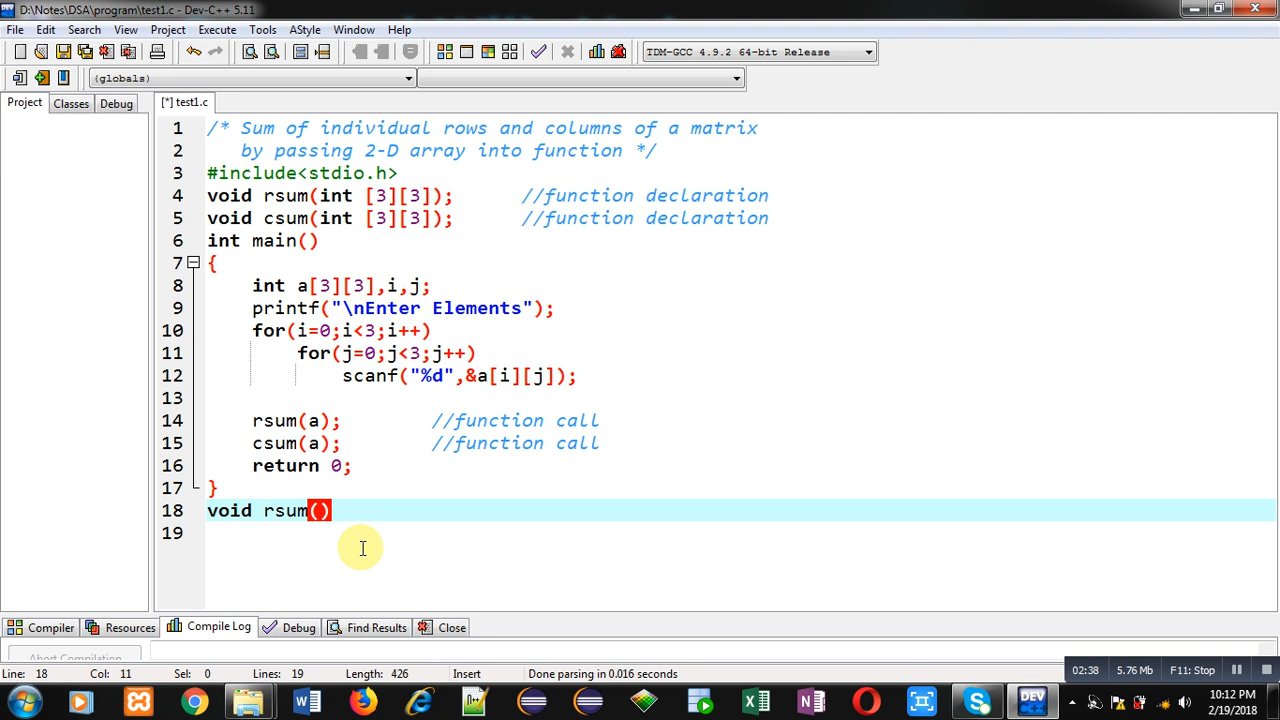 D:\Notes\DSA\program\test1.c - Dev-C++ 5.11
File Edit Search View Project Execute Tools AStyle Window Help
TDM-GCC 4.9.2 64-bit Release
(globals)
Project Classes Debug [*] test1.c
1 /* Sum of individual rows and columns of a matrix
2 by passing 2-D array into function */
3 #include<stdio.h>
4 void rsum(int [3][3]); //function declaration
5 void csum(int [3][3]); //function declaration
6 int main()
7 {
8 int a[3][3],i,j;
9 printf("\nEnter Elements");
10 for(i=0;i<3;i++)
11 for(j=0;j<3;j++)
12 scanf("%d",&a[i][j]);
13
14 rsum(a); //function call
15 csum(a); //function call
16 return 0;
17 }
18 void rsum()
19
Compiler Resources Compile Log Debug Find Results Close
Abort Compilation
Line: 18 Col: 11 Sel: 0 Lines: 19 Length: 426 Insert Done parsing in 0.016 seconds
02:38 5.76 Mb F11: Stop
DEV
10:12 PM
2/19/2018